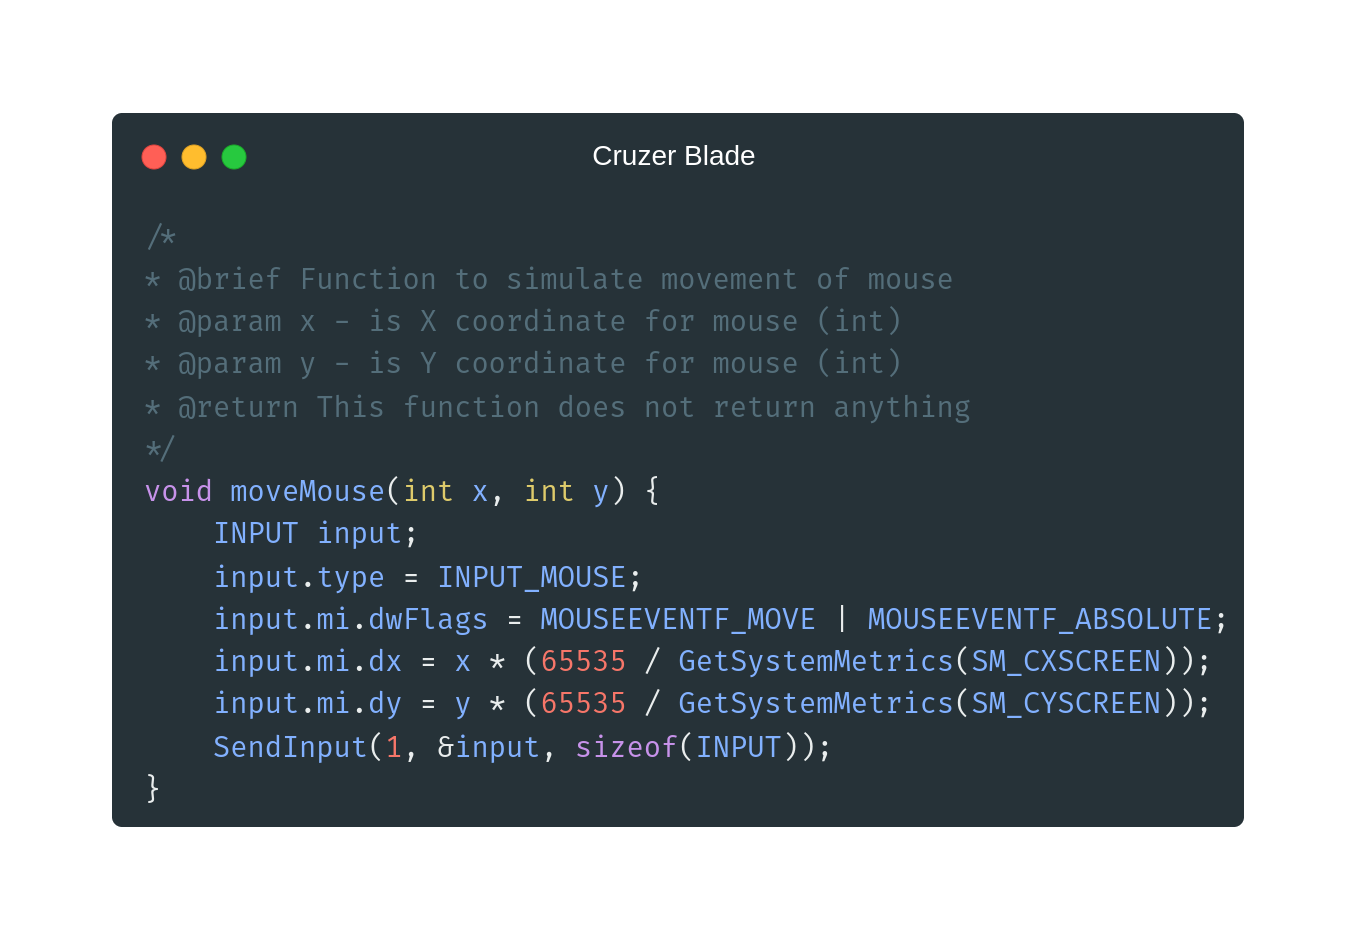 Cruzer Blade
/*
* @brief Function to simulate movement of mouse
* @param x - is X coordinate for mouse (int)
* @param y - is Y coordinate for mouse (int)
* @return This function does not return anything
*/
void moveMouse(int x, int y) {
    INPUT input;
    input.type = INPUT_MOUSE;
    input.mi.dwFlags = MOUSEEVENTF_MOVE | MOUSEEVENTF_ABSOLUTE;
    input.mi.dx = x * (65535 / GetSystemMetrics(SM_CXSCREEN));
    input.mi.dy = y * (65535 / GetSystemMetrics(SM_CYSCREEN));
    SendInput(1, &input, sizeof(INPUT));
}